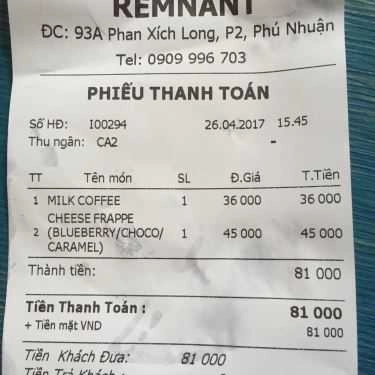 REMNANT
ĐC: 93A Phan Xích Long, P2, Phú Nhuận
Tel: 0909 996 703
PHIẾU THANH TOÁN
Số HĐ: I00294 26.04.2017 15.45
Thu ngân: CA2 -
TT Tên món SL Đ.Giá T.Tiền
1 MILK COFFEE 1 36 000 36 000
CHEESE FRAPPE
2 (BLUEBERRY/CHOCO/ 1 45 000 45 000
CARAMEL)
Thành tiền: 81 000
Tiền Thanh Toán : 81 000
+ Tiền mặt VND 81 000
Tiền Khách Đưa: 81 000
Tiền Trả Khách :